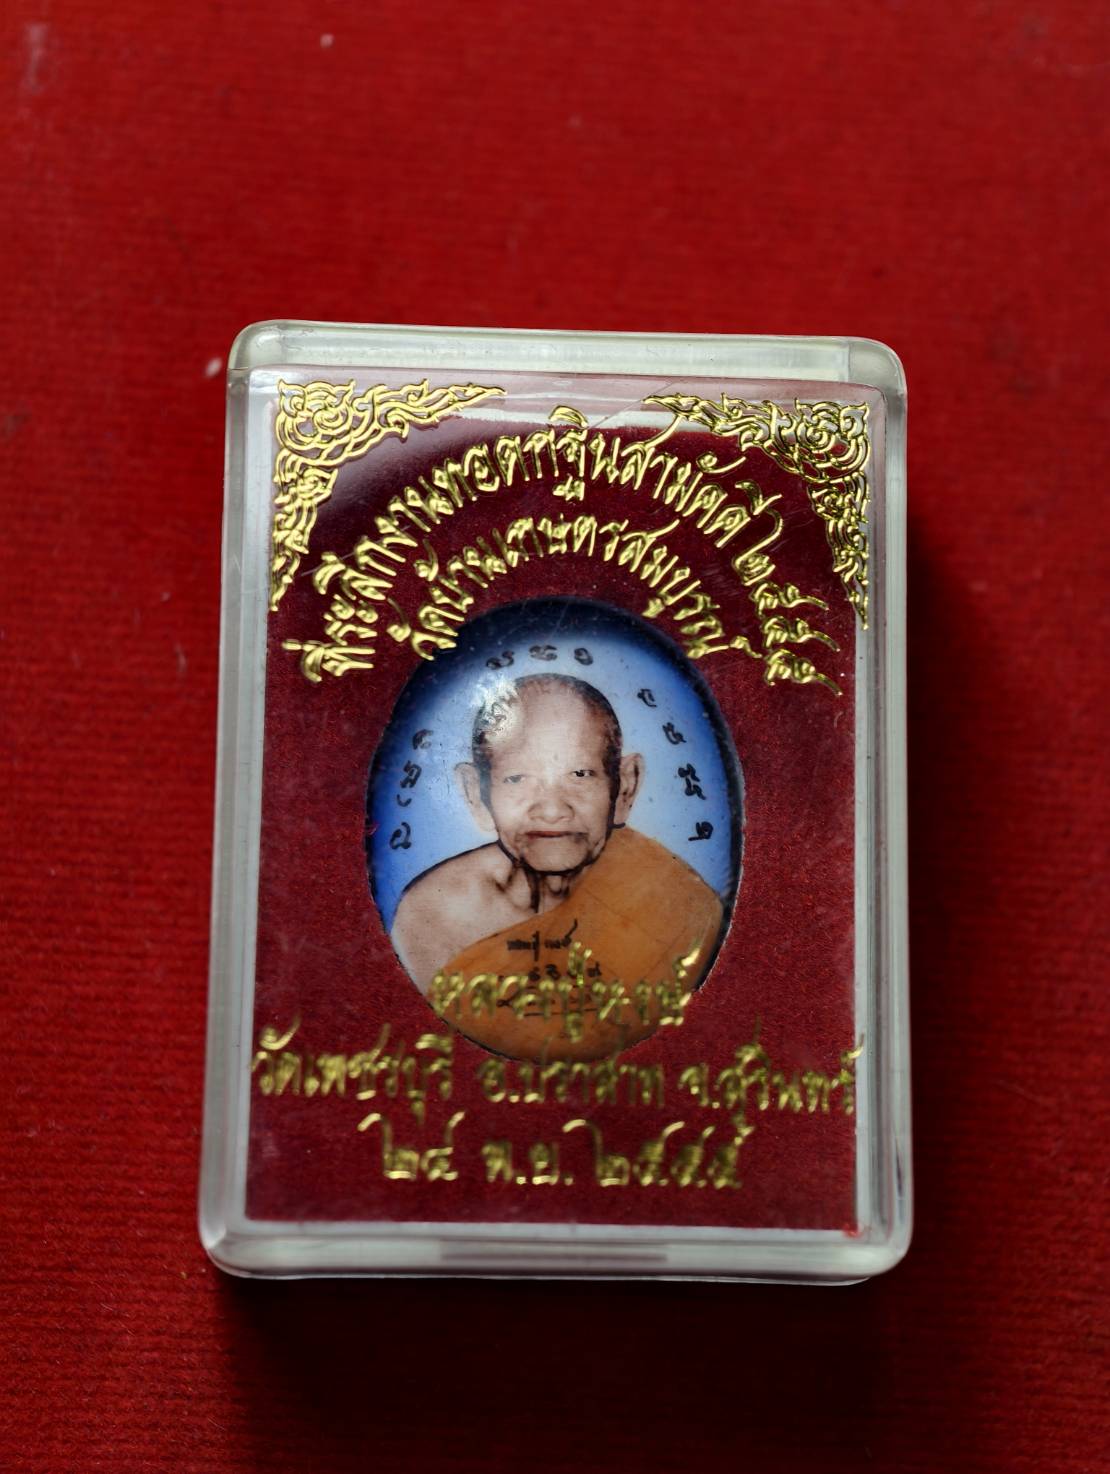 ที่ระลึกงานทอดกฐินสามัคคี ๒๕๕๕
วัดบ้านเกษตรสมบูรณ์
หลวงปู่หงษ์
วัดเพชรบุรี อ.ปราสาท จ.สุรินทร์
๒๔ พ.ย. ๒๕๕๕